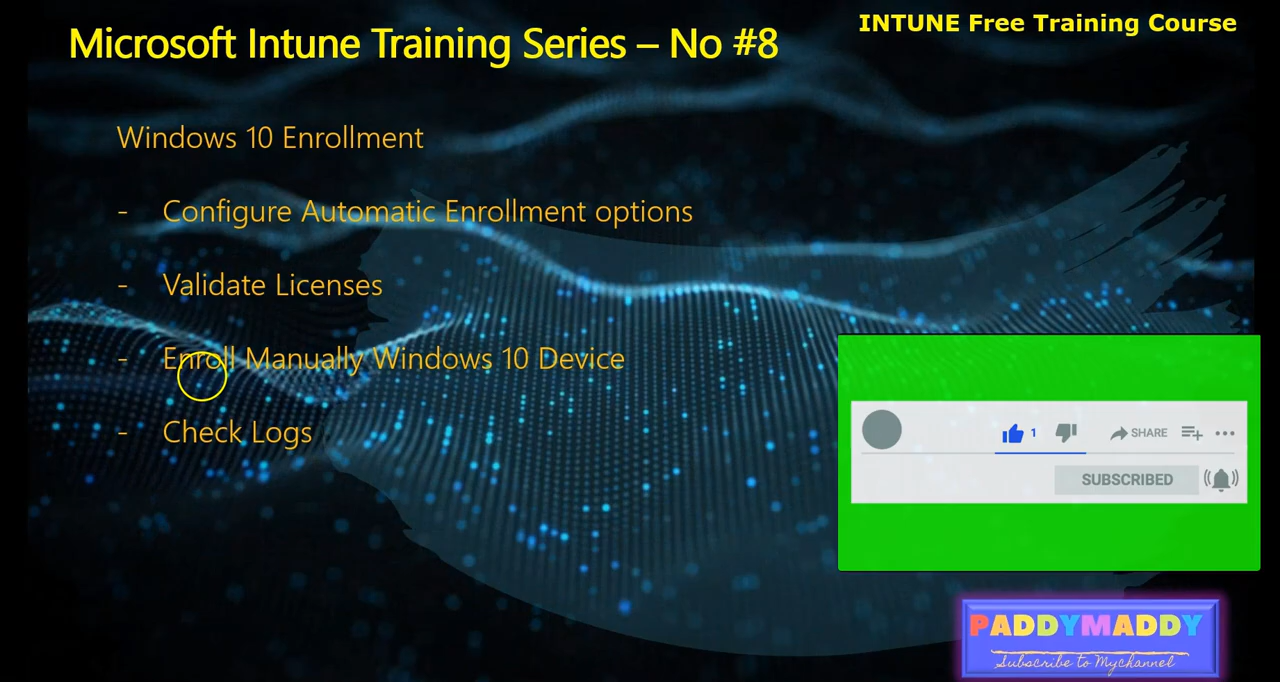 Microsoft Intune Training Series – No #8
INTUNE Free Training Course
Windows 10 Enrollment
- Configure Automatic Enrollment options
- Validate Licenses
- Enroll Manually Windows 10 Device
- Check Logs
1 SHARE
SUBSCRIBED
PADDYMADDY
Subscribe to Mychannel